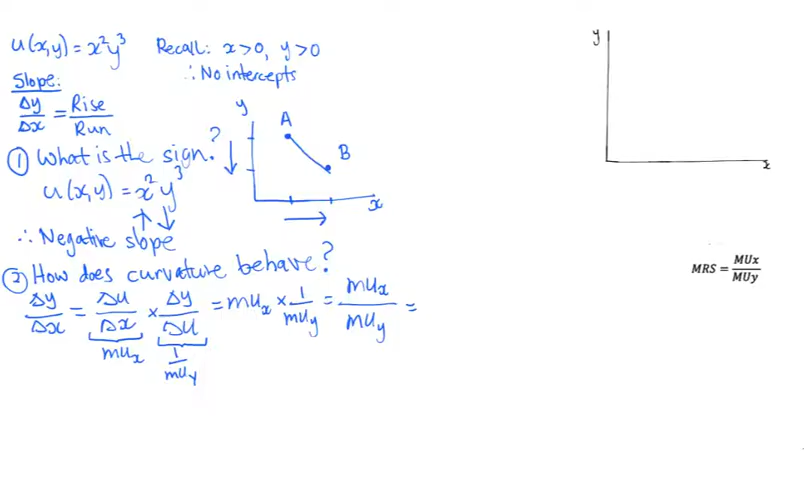 u(x,y) = x²y³ Recall: x>0, y>0
∴ No intercepts
Slope:
Δy/Δx = Rise/Run
① What is the sign?
u(x,y) = x²y³
↑ ↓
∴ Negative slope
y
A
B
↓
x
→
② How does curvature behave?
Δy/Δx = Δu/Δx × Δy/Δu = MUx × 1/MUy = MUx/MUy =
MUx
1/MUy
y
x
MRS = MUx/MUy